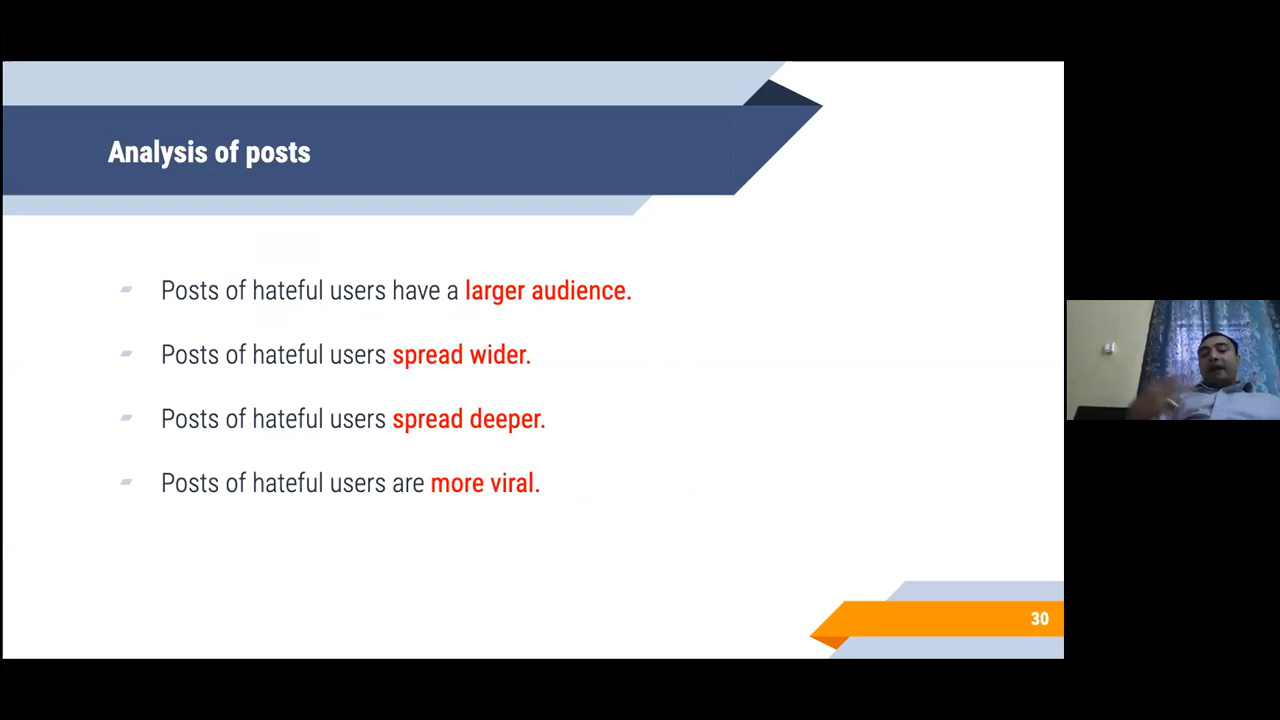 Analysis of posts
Posts of hateful users have a larger audience.
Posts of hateful users spread wider.
Posts of hateful users spread deeper.
Posts of hateful users are more viral.
30